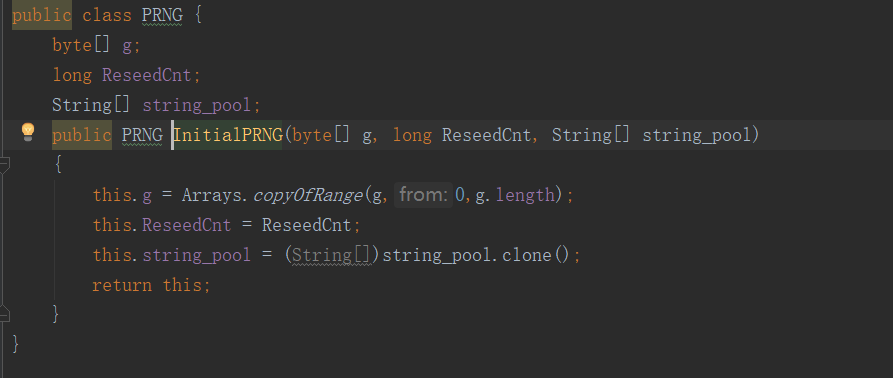 public class PRNG {
    byte[] g;
    long ReseedCnt;
    String[] string_pool;
    public PRNG InitialPRNG(byte[] g, long ReseedCnt, String[] string_pool)
    {
        this.g = Arrays.copyOfRange(g, from: 0,g.length);
        this.ReseedCnt = ReseedCnt;
        this.string_pool = (String[])string_pool.clone();
        return this;
    }
}